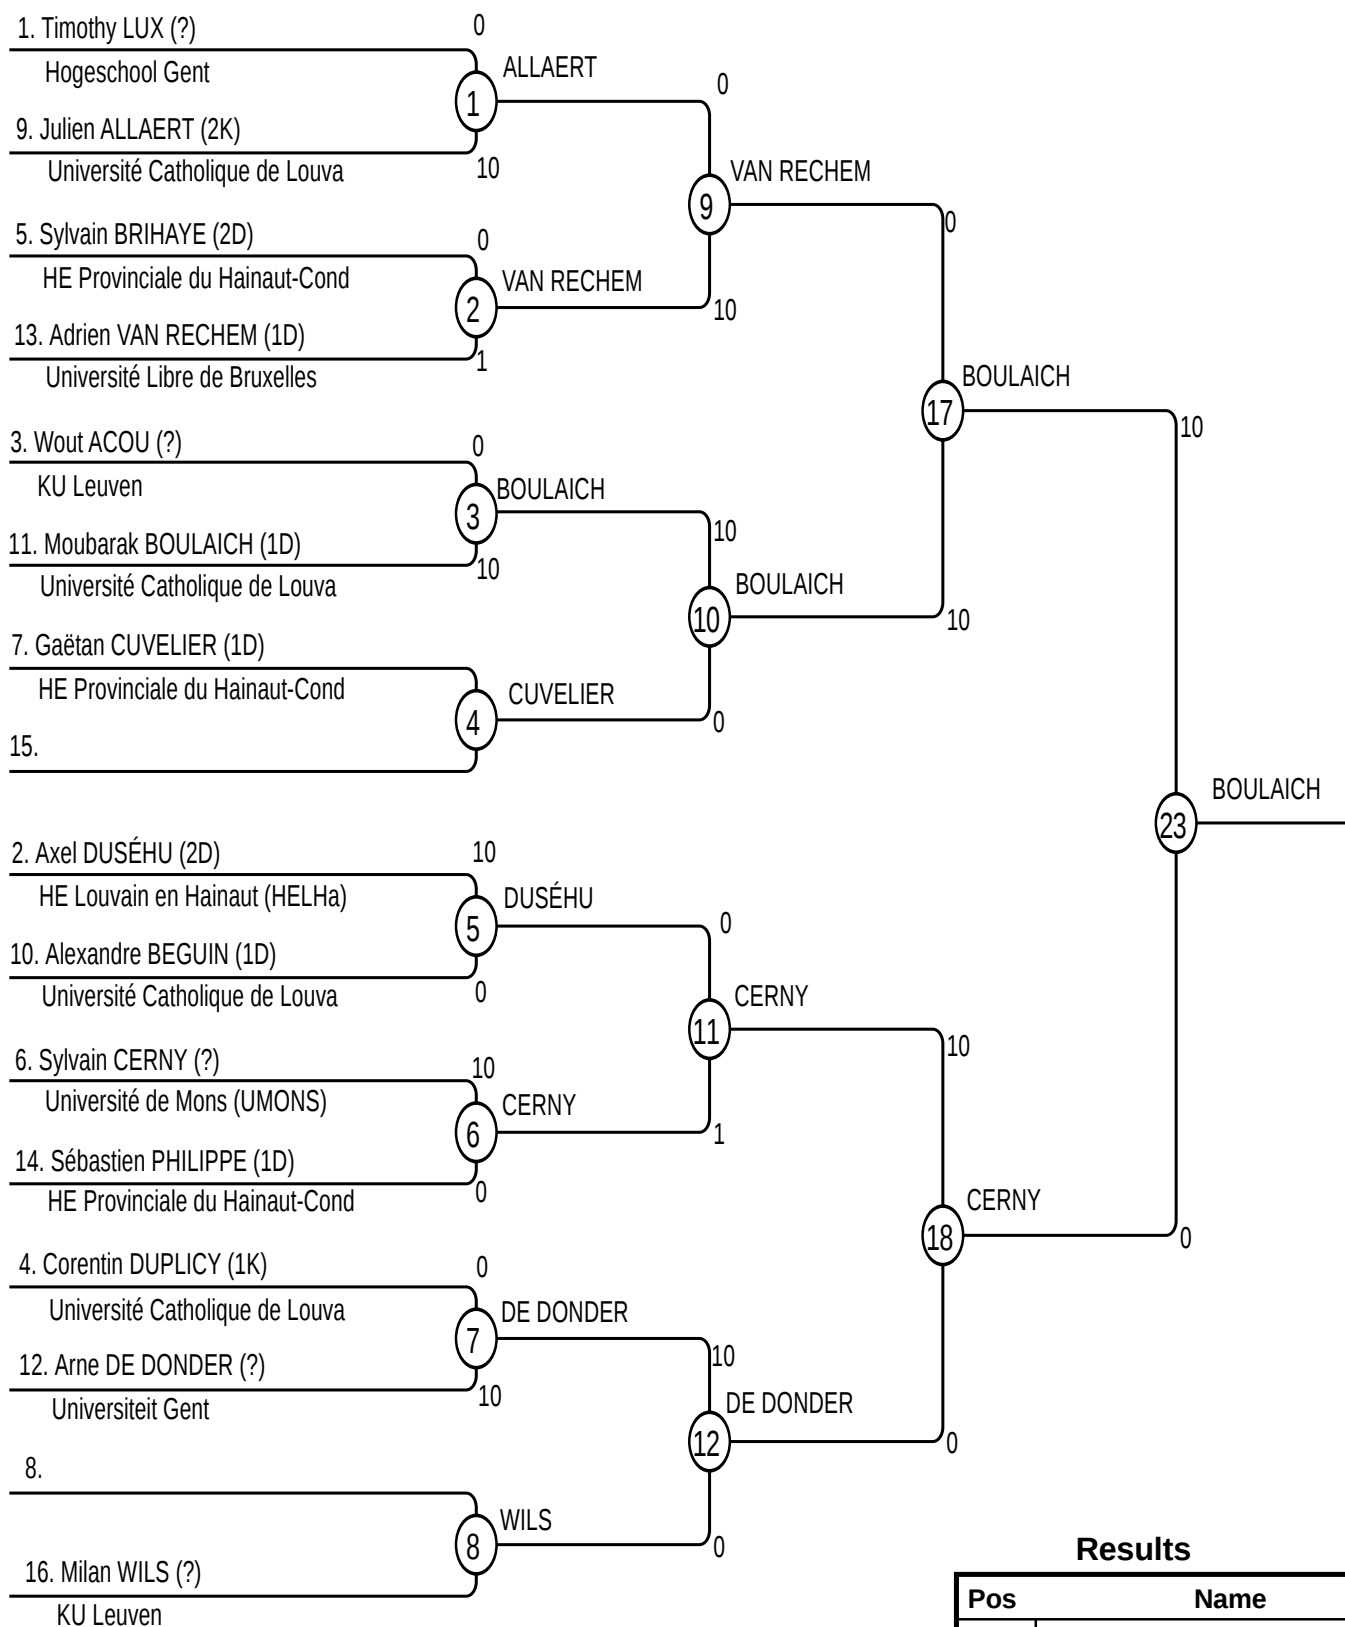 1. Timothy LUX (?)
0
Hogeschool Gent
1
ALLAERT
0
9. Julien ALLAERT (2K)
10
Université Catholique de Louva
9
VAN RECHEM
0
5. Sylvain BRIHAYE (2D)
0
HE Provinciale du Hainaut-Cond
2
VAN RECHEM
10
13. Adrien VAN RECHEM (1D)
1
Université Libre de Bruxelles
17
BOULAICH
10
3. Wout ACOU (?)
0
KU Leuven
3
BOULAICH
10
11. Moubarak BOULAICH (1D)
10
Université Catholique de Louva
10
BOULAICH
10
7. Gaëtan CUVELIER (1D)
HE Provinciale du Hainaut-Cond
4
CUVELIER
0
15.
23
BOULAICH
2. Axel DUSÉHU (2D)
10
HE Louvain en Hainaut (HELHa)
5
DUSÉHU
0
10. Alexandre BEGUIN (1D)
0
Université Catholique de Louva
11
CERNY
10
6. Sylvain CERNY (?)
10
Université de Mons (UMONS)
6
CERNY
1
14. Sébastien PHILIPPE (1D)
0
HE Provinciale du Hainaut-Cond
18
CERNY
0
4. Corentin DUPLICY (1K)
0
Université Catholique de Louva
7
DE DONDER
10
12. Arne DE DONDER (?)
10
Universiteit Gent
12
DE DONDER
0
8.
8
WILS
0
16. Milan WILS (?)
KU Leuven
Results
Pos Name